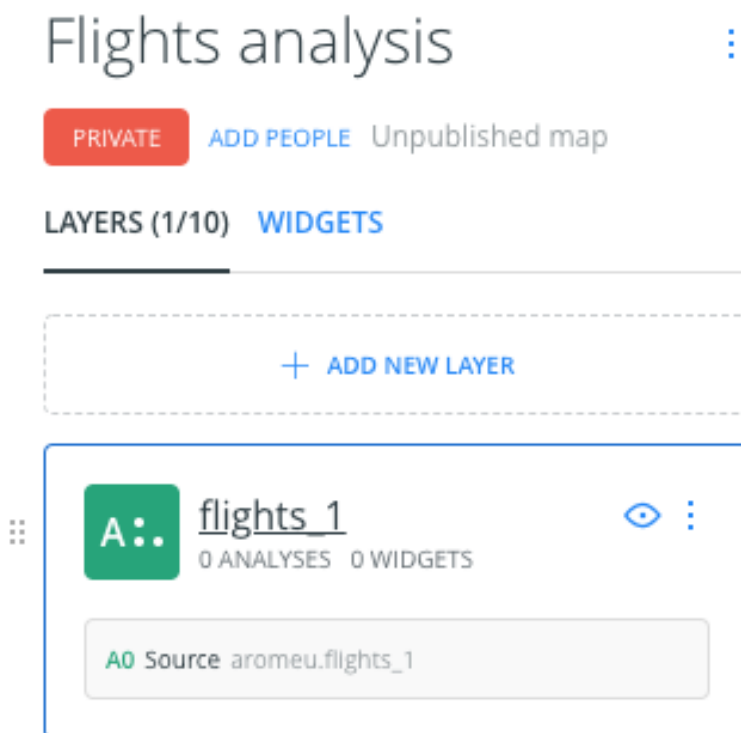 Flights analysis
PRIVATE ADD PEOPLE Unpublished map
LAYERS (1/10) WIDGETS
+ ADD NEW LAYER
A flights_1
0 ANALYSES 0 WIDGETS
A0 Source aromeu.flights_1